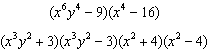 (x⁶y⁴ − 9)(x⁴ − 16)
(x³y² + 3)(x³y² − 3)(x² + 4)(x² − 4)